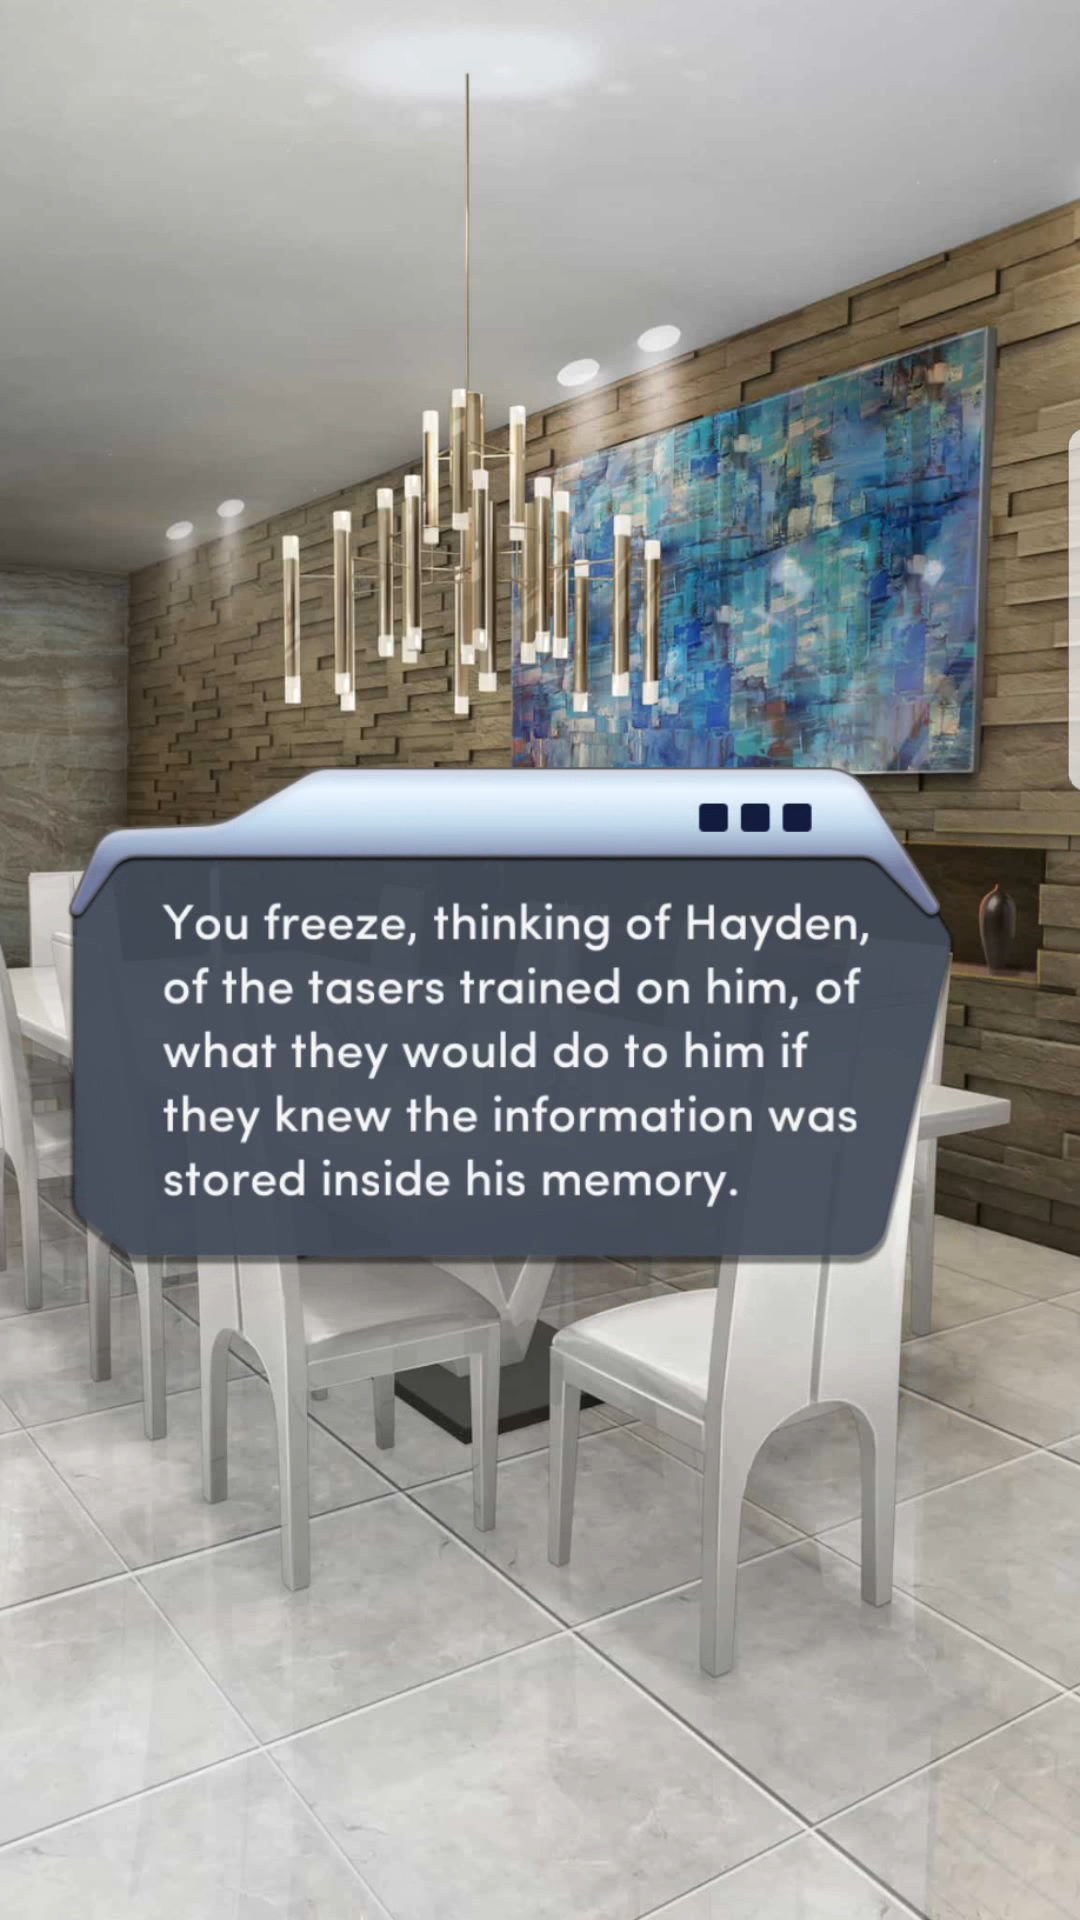 You freeze, thinking of Hayden,
of the tasers trained on him, of
what they would do to him if
they knew the information was
stored inside his memory.